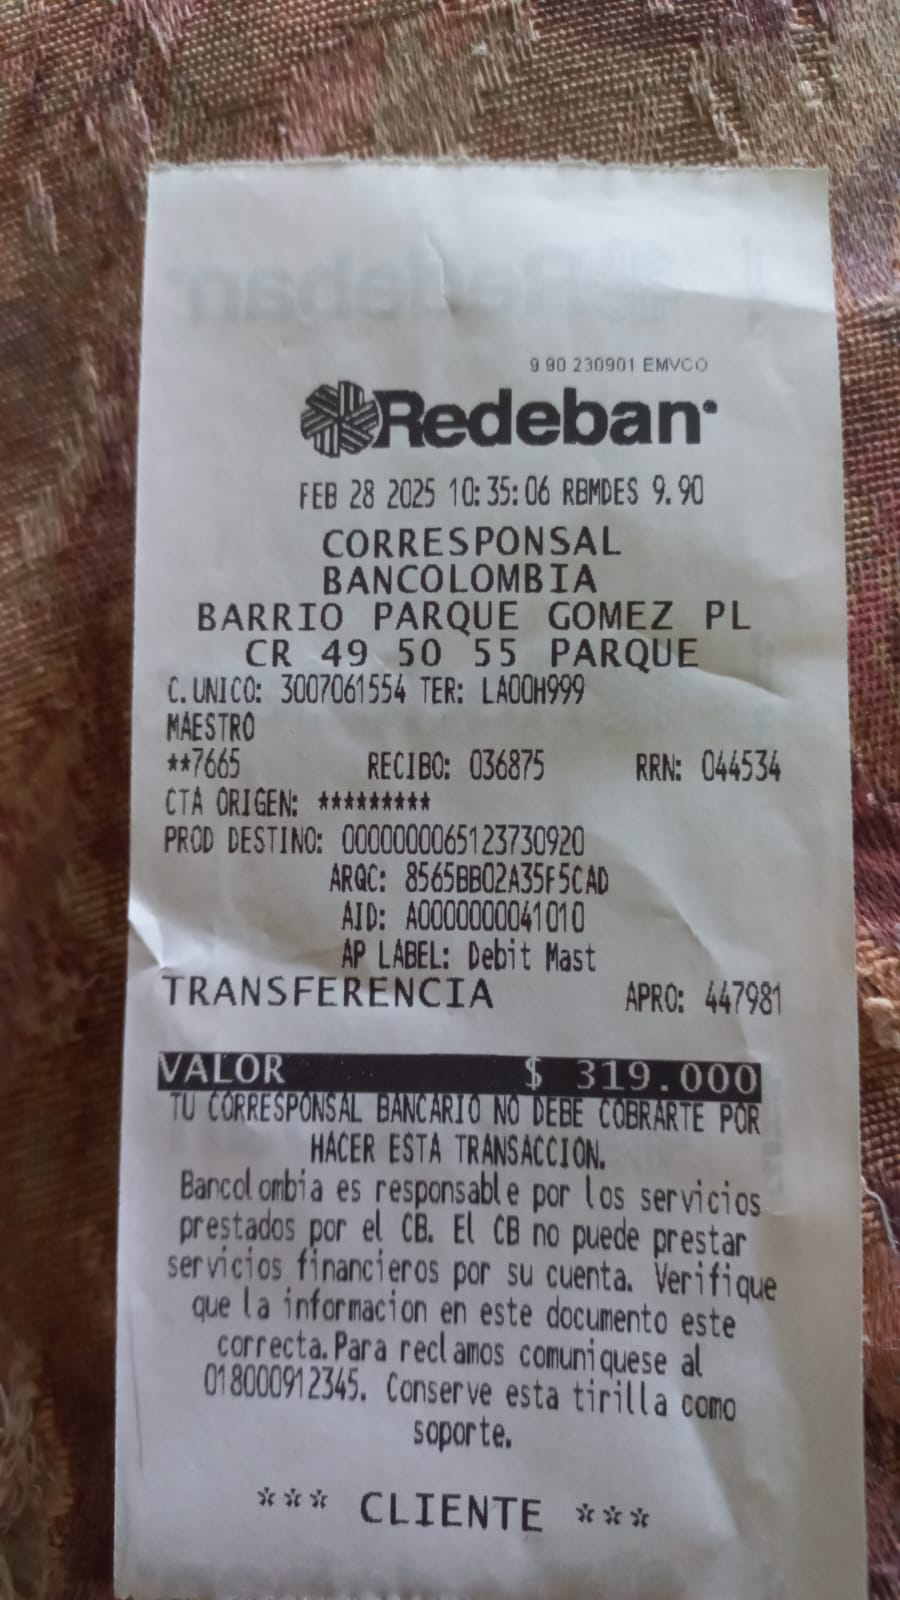 Redeban
9 90 230901 EMVCO
Redeban
FEB 28 2025 10:35:06 RBMDES 9.90
CORRESPONSAL
BANCOLOMBIA
BARRIO PARQUE GOMEZ PL
CR 49 50 55 PARQUE
C.UNICO: 3007061554 TER: LA00H999
MAESTRO
**7665 RECIBO: 036875 RRN: 044534
CTA ORIGEN: *********
PROD DESTINO: 00000000065123730920
ARQC: 8565BB02A35F5CAD
AID: A0000000041010
AP LABEL: Debit Mast
TRANSFERENCIA APRO: 447981
VALOR $ 319.000
TU CORRESPONSAL BANCARIO NO DEBE COBRARTE POR
HACER ESTA TRANSACCION.
Bancolombia es responsable por los servicios
prestados por el CB. El CB no puede prestar
servicios financieros por su cuenta. Verifique
que la informacion en este documento este
correcta.Para reclamos comuniquese al
018000912345. Conserve esta tirilla como
soporte.
*** CLIENTE ***